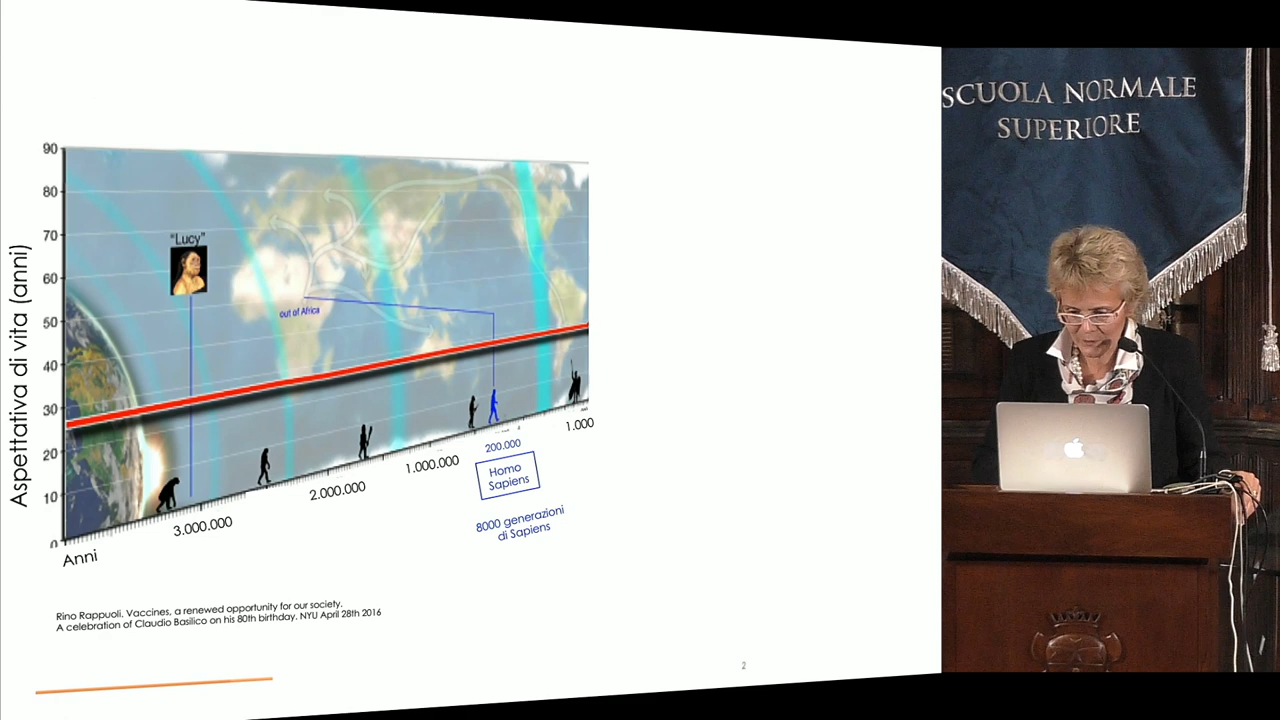 SCUOLA NORMALE
SUPERIORE
90
80
70
60
50
40
30
20
10
0
Aspettativa di vita (anni)
"Lucy"
out of Africa
Anni
3.000.000
2.000.000
1.000.000
200.000
1.000
Homo
Sapiens
8000 generazioni
di Sapiens
Rino Rappuoli. Vaccines, a renewed opportunity for our society.
A celebration of Claudio Basilico on his 80th birthday. NYU April 28th 2016
2